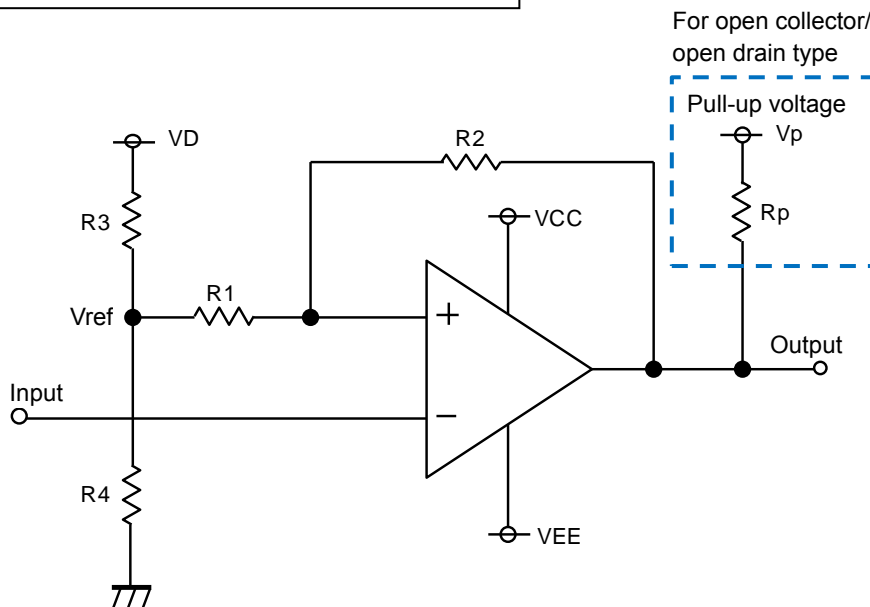 For open collector/
open drain type
Pull-up voltage
Vp
VD
R2
R3
VCC
Rp
R1
Vref
+
Output
Input
−
R4
VEE